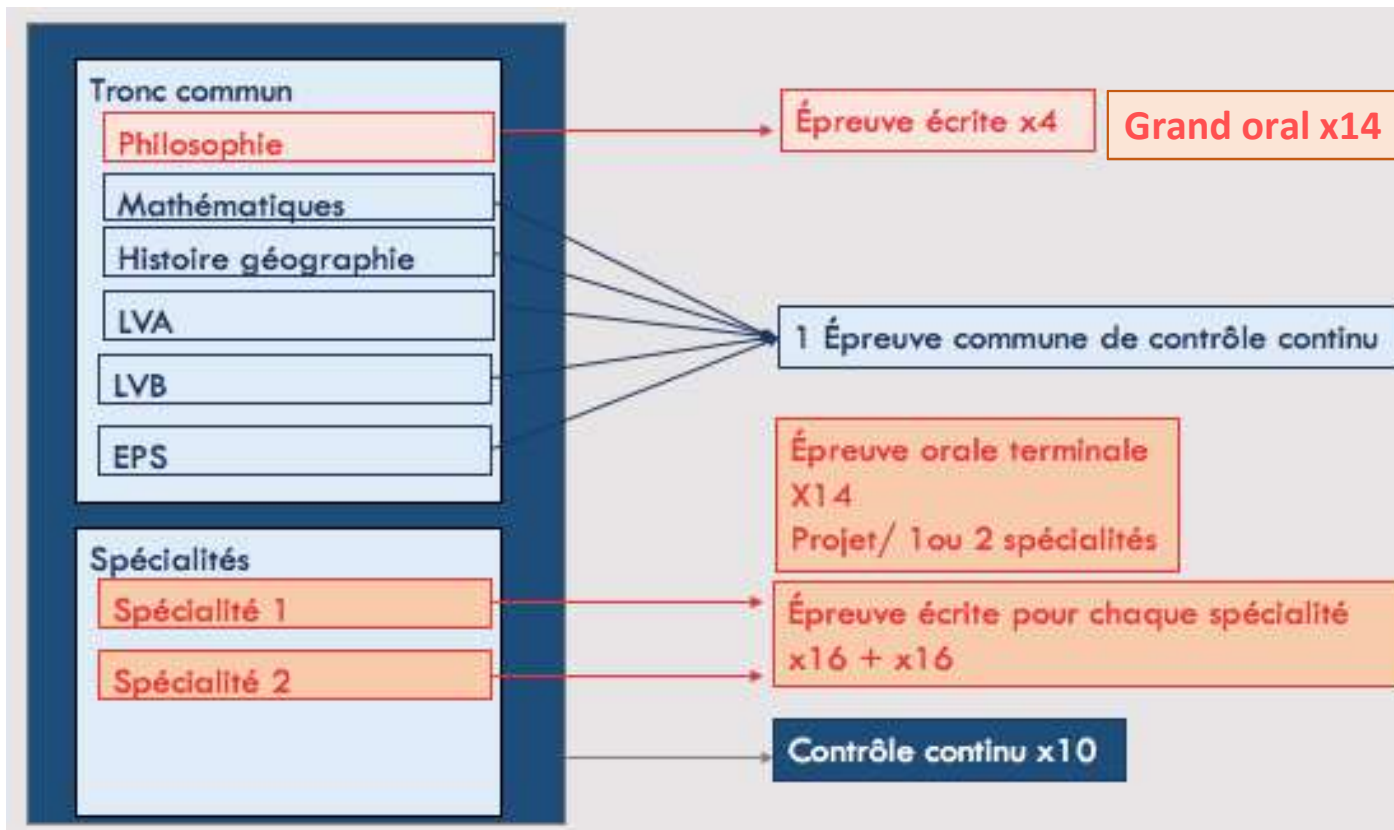 Tronc commun
Philosophie
Mathématiques
Histoire géographie
LVA
LVB
EPS
Spécialités
Spécialité 1
Spécialité 2
Épreuve écrite x4
Grand oral x14
1 Épreuve commune de contrôle continu
Épreuve orale terminale
X14
Projet/ 1ou 2 spécialités
Épreuve écrite pour chaque spécialité
x16 + x16
Contrôle continu x10